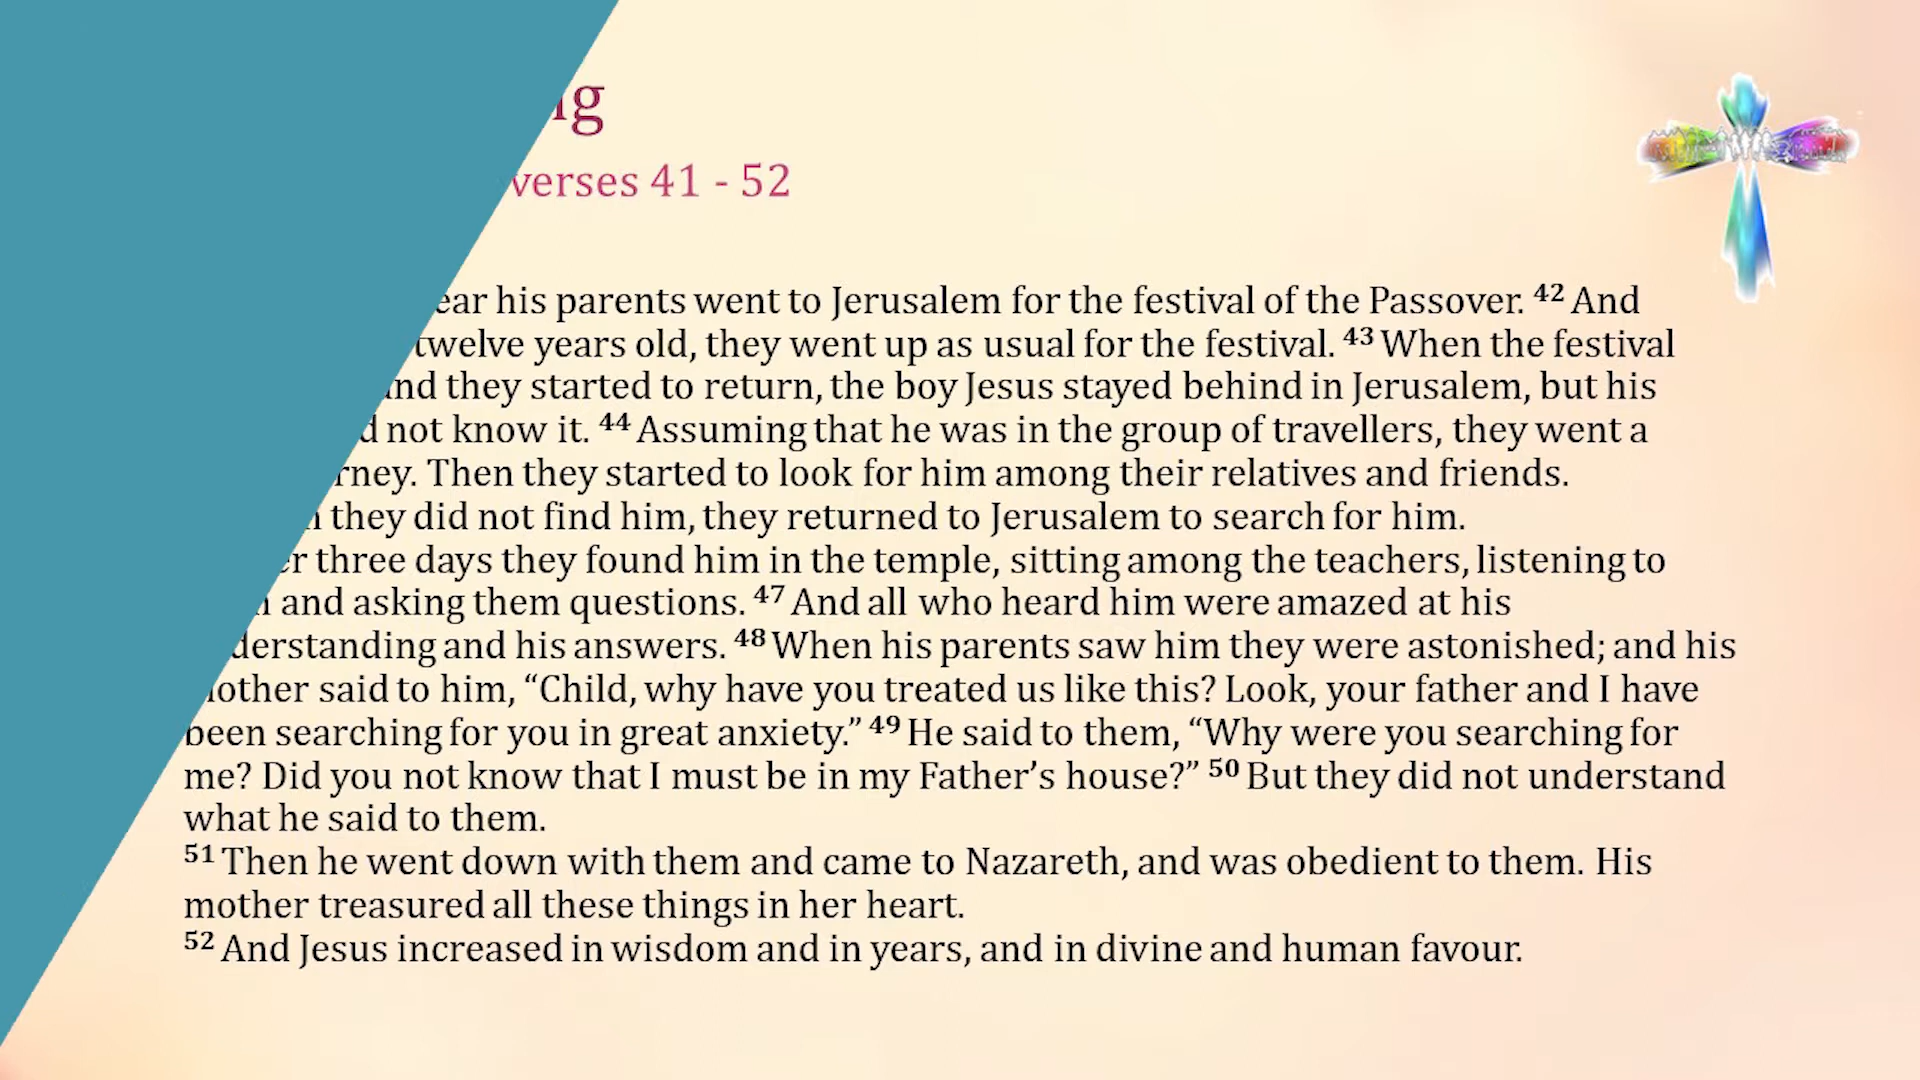 verses 41 - 52
his parents went to Jerusalem for the festival of the Passover. 42 And
twelve years old, they went up as usual for the festival. 43 When the festival
they started to return, the boy Jesus stayed behind in Jerusalem, but his
not know it. 44 Assuming that he was in the group of travellers, they went a
Then they started to look for him among their relatives and friends.
they did not find him, they returned to Jerusalem to search for him.
three days they found him in the temple, sitting among the teachers, listening to
and asking them questions. 47 And all who heard him were amazed at his
and his answers. 48 When his parents saw him they were astonished; and his
said to him, “Child, why have you treated us like this? Look, your father and I have
been searching for you in great anxiety.” 49 He said to them, “Why were you searching for
me? Did you not know that I must be in my Father’s house?” 50 But they did not understand
what he said to them.
51 Then he went down with them and came to Nazareth, and was obedient to them. His
mother treasured all these things in her heart.
52 And Jesus increased in wisdom and in years, and in divine and human favour.